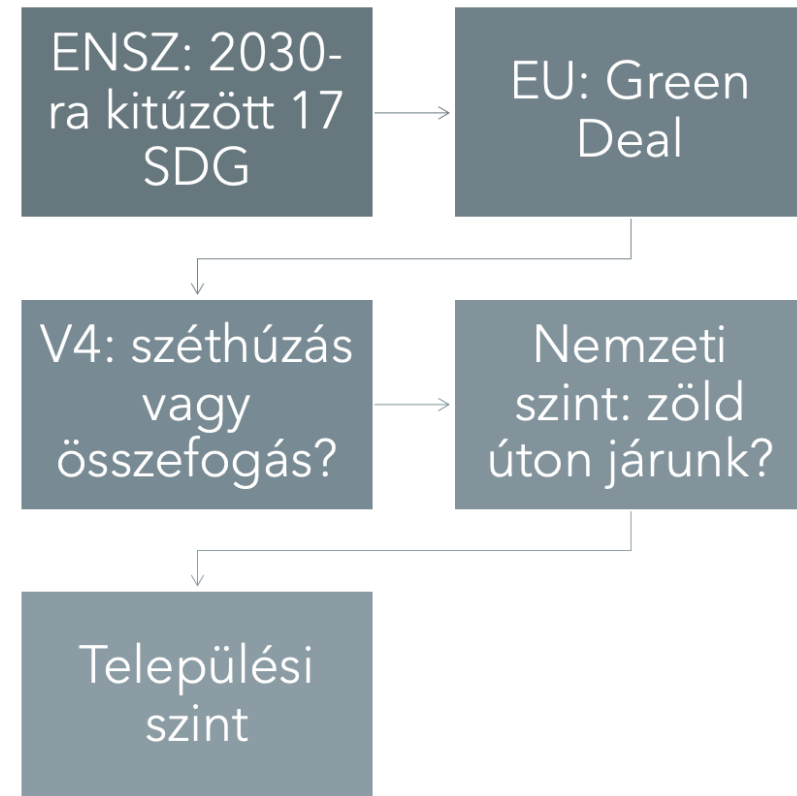 ENSZ: 2030-
ra kitűzött 17
SDG
EU: Green
Deal
V4: széthúzás
vagy
összefogás?
Nemzeti
szint: zöld
úton járunk?
Települési
szint